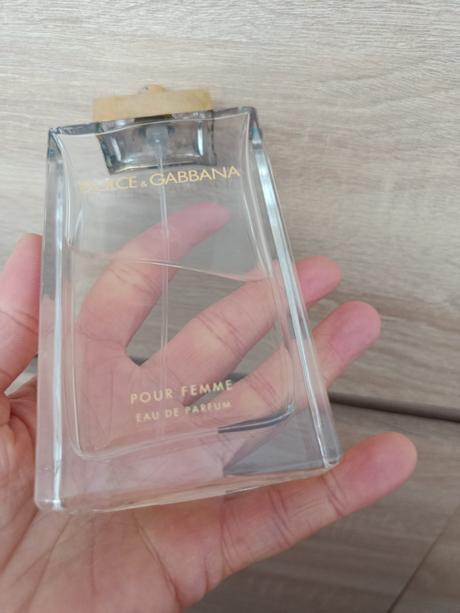 DOLCE & GABBANA
POUR FEMME
EAU DE PARFUM